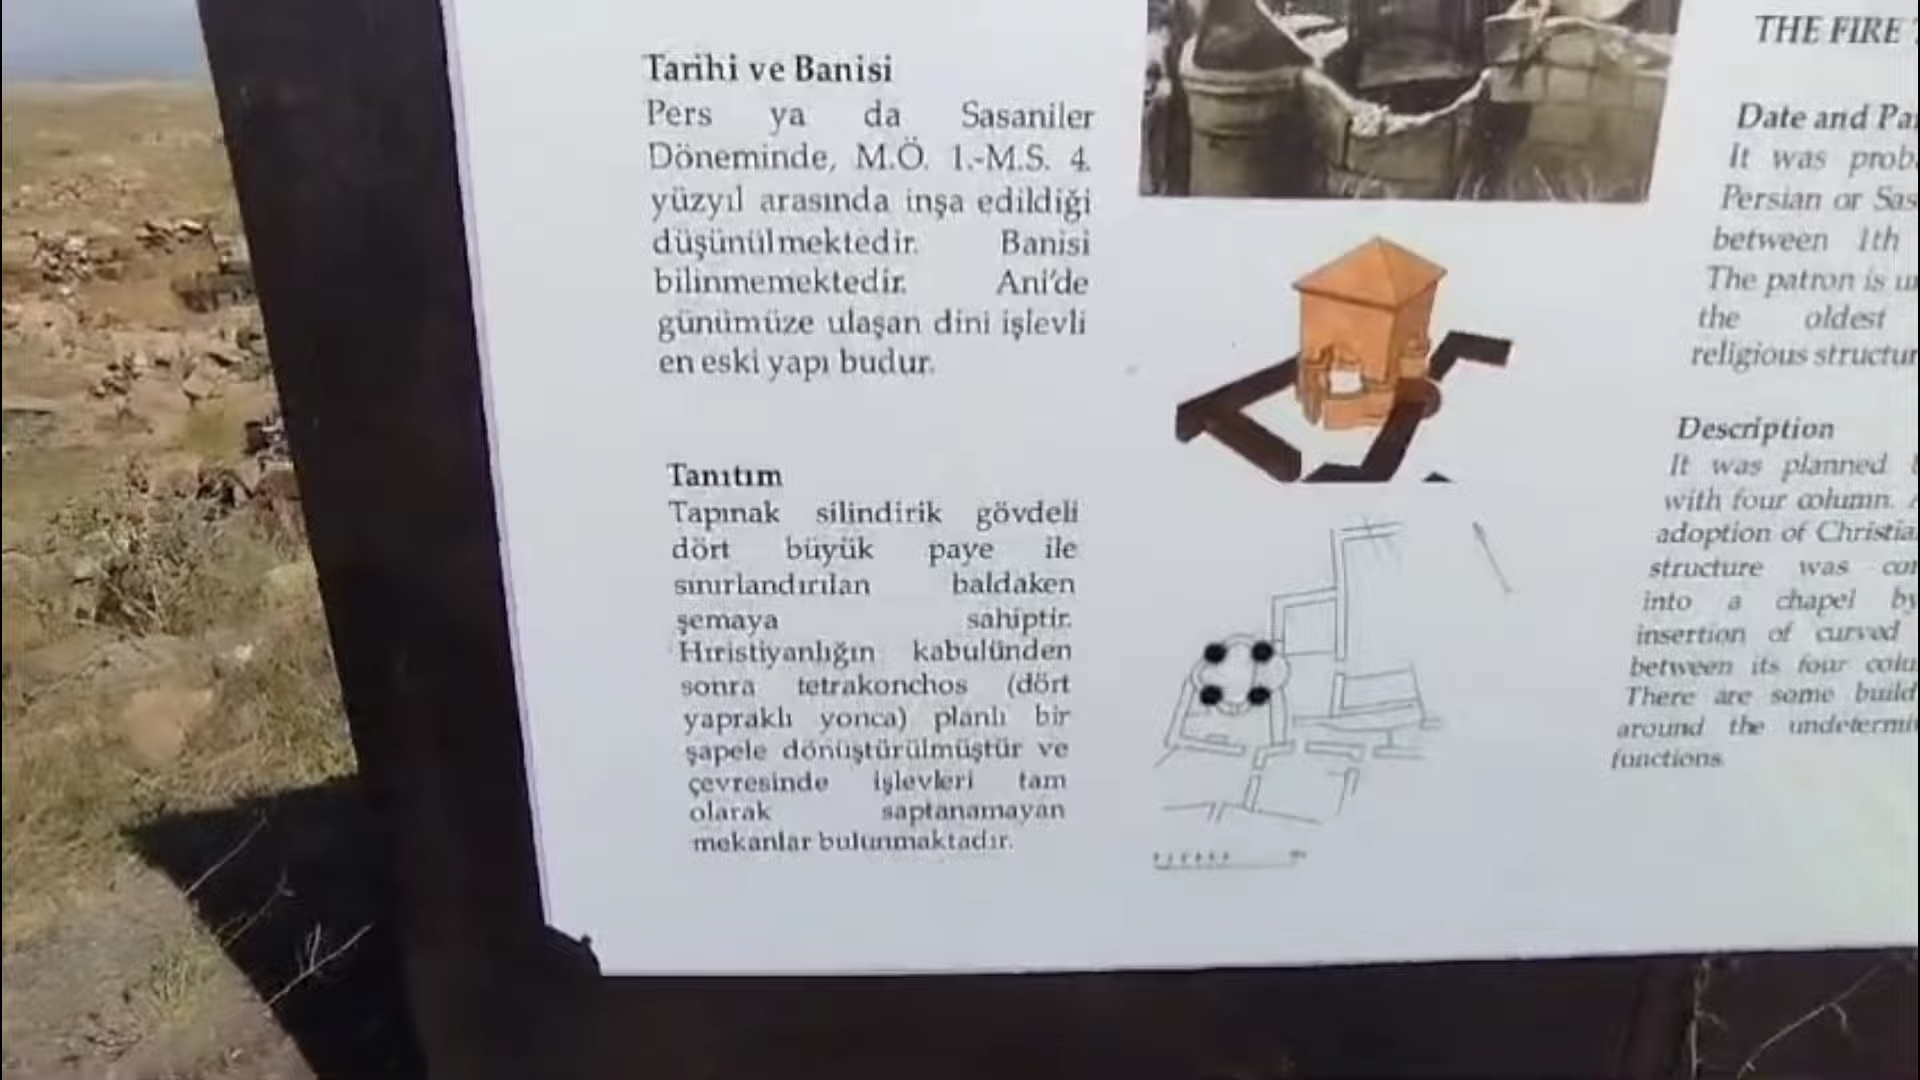 Tarihi ve Banisi
Pers ya da Sasaniler
Döneminde, M.Ö. 1.-M.S. 4.
yüzyıl arasında inşa edildiği
düşünülmektedir. Banisi
bilinmemektedir. Ani'de
günümüze ulaşan dini işlevli
en eski yapı budur.
Tanıtım
Tapınak silindirik gövdeli
dört büyük paye ile
sınırlandırılan baldaken
şemaya sahiptir.
Hıristiyanlığın kabulünden
sonra tetrakonchos (dört
yapraklı yonca) planlı bir
şapele dönüştürülmüştür ve
çevresinde işlevleri tam
olarak saptanamayan
mekanlar bulunmaktadır.
THE FIRE
Date and
It was
Persian or
between 1th
The patron is
the oldest
religious
Description
It was planned
with four column.
adoption of
structure was
into a chapel by
insertion of curved
between its four
There are some
around the
functions.